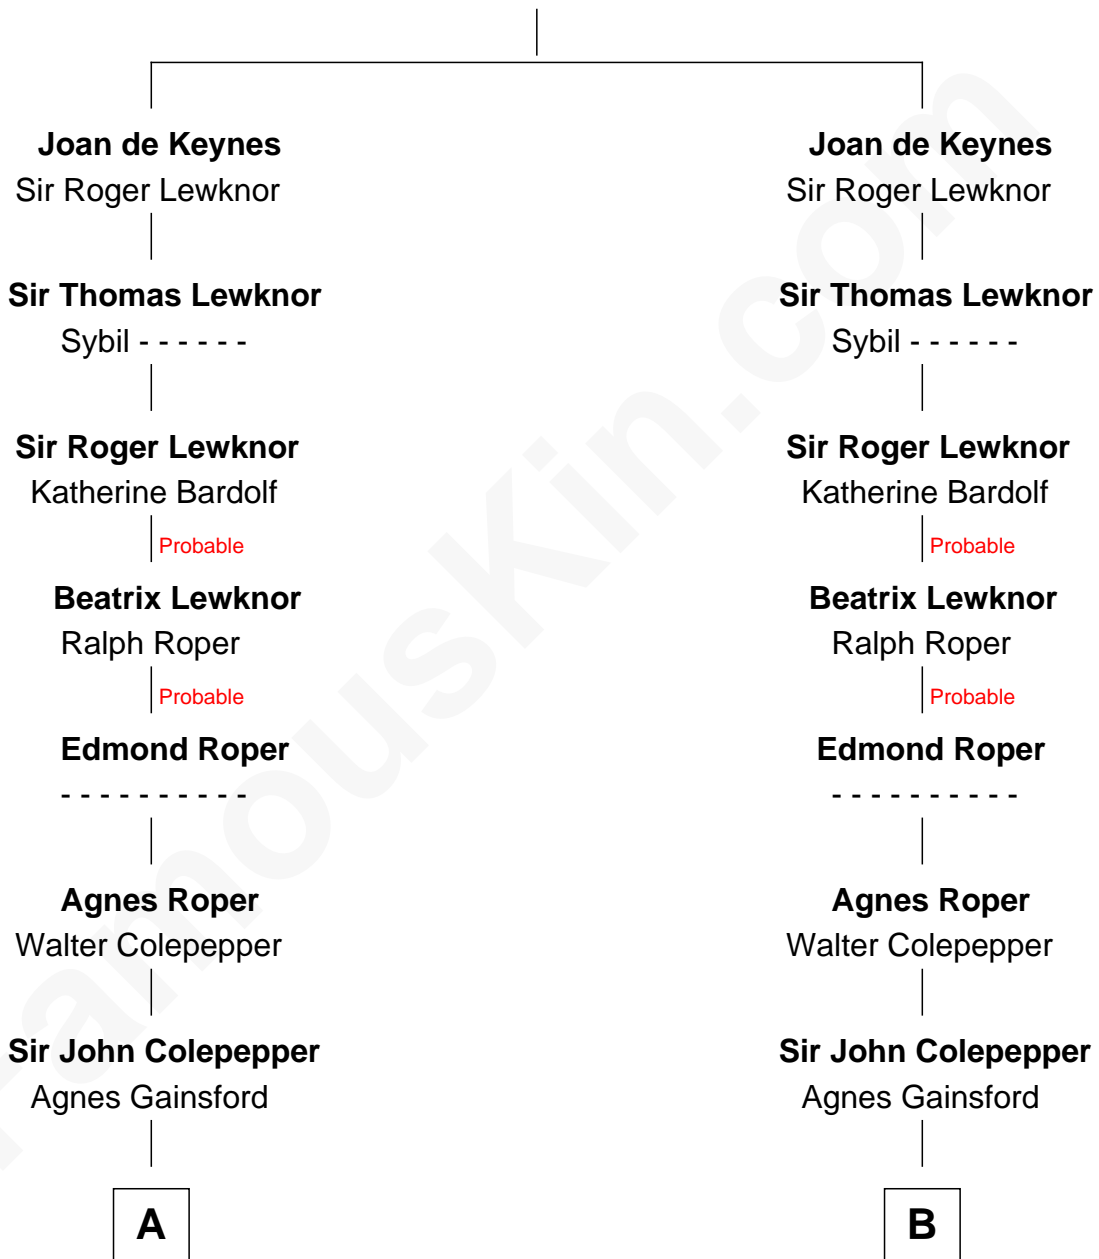 Joan de Keynes Joan de Keynes
Sir Roger Lewknor Sir Roger Lewknor
Sir Thomas Lewknor Sir Thomas Lewknor
Sybil - - - - - - Sybil - - - - - -
Sir Roger Lewknor Sir Roger Lewknor
Katherine Bardolf Katherine Bardolf
Probable Probable
Beatrix Lewknor Beatrix Lewknor
Ralph Roper Ralph Roper
Probable Probable
Edmond Roper Edmond Roper
- - - - - - - - - - - - - - - - - - - -
Agnes Roper Agnes Roper
Walter Colepepper Walter Colepepper
Sir John Colepepper Sir John Colepepper
Agnes Gainsford Agnes Gainsford
A B
FamousKin.com